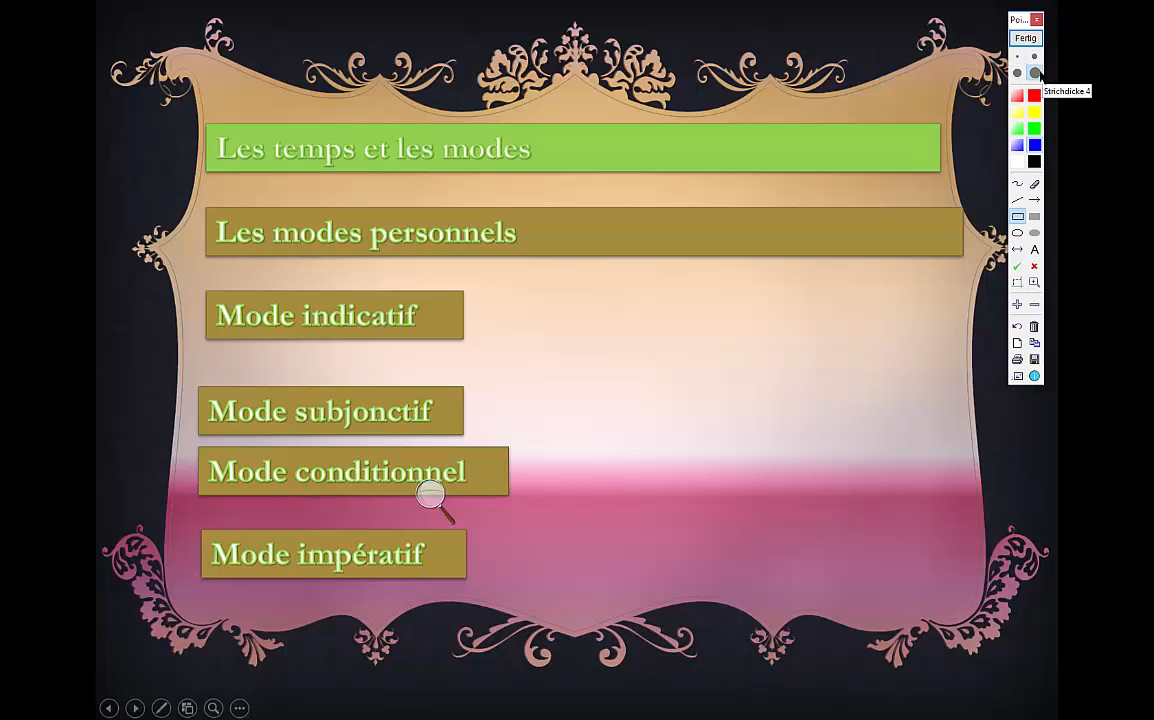 Les temps et les modes
Les modes personnels
Mode indicatif
Mode subjonctif
Mode conditionnel
Mode impératif
Poi...
Fertig
Strichdicke 4
A